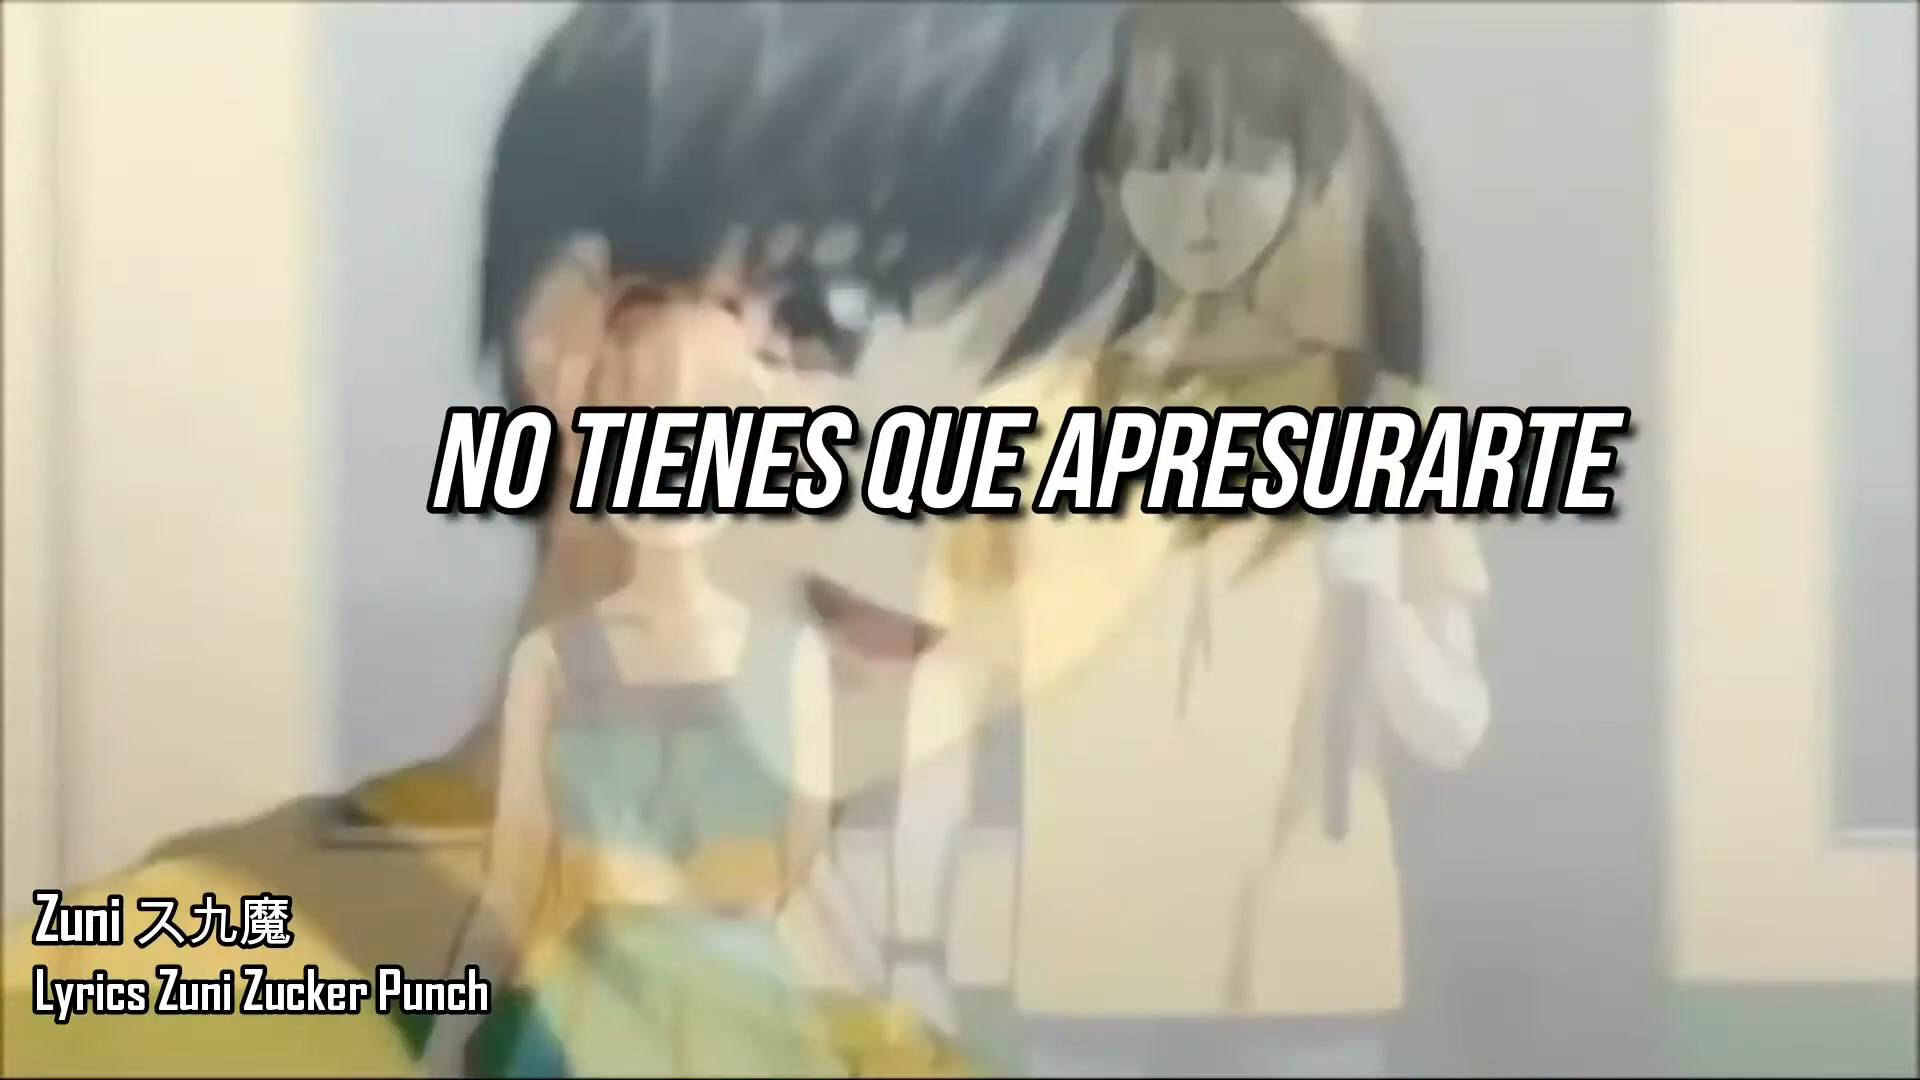 NO TIENES QUE APRESURARTE
Zuni ス九魔
Lyrics Zuni Zucker Punch